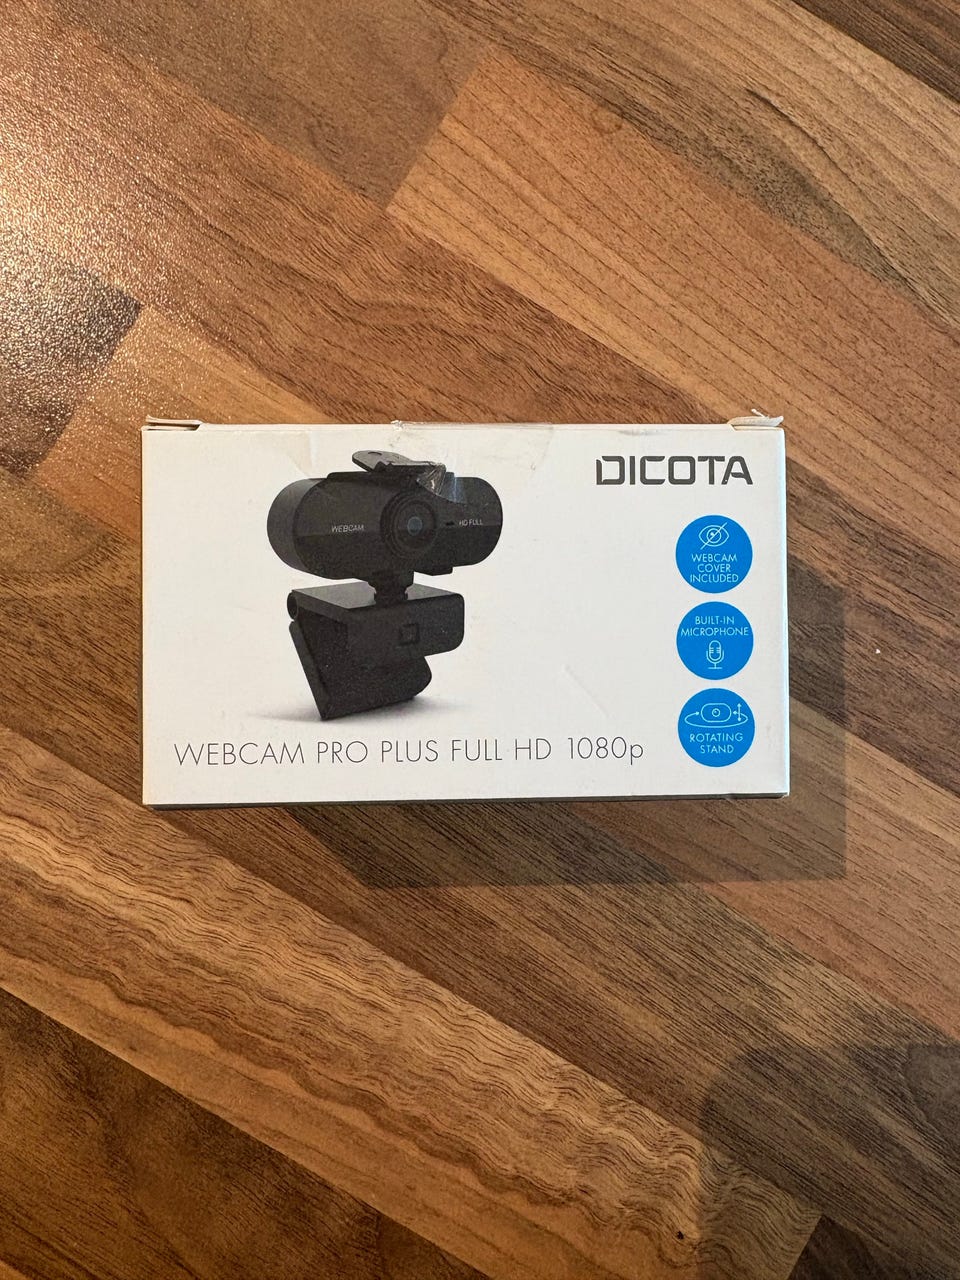 DICOTA
WEBCAM
HD FULL
WEBCAM
COVER
INCLUDED
BUILT-IN
MICROPHONE
ROTATING
STAND
WEBCAM PRO PLUS FULL HD 1080p